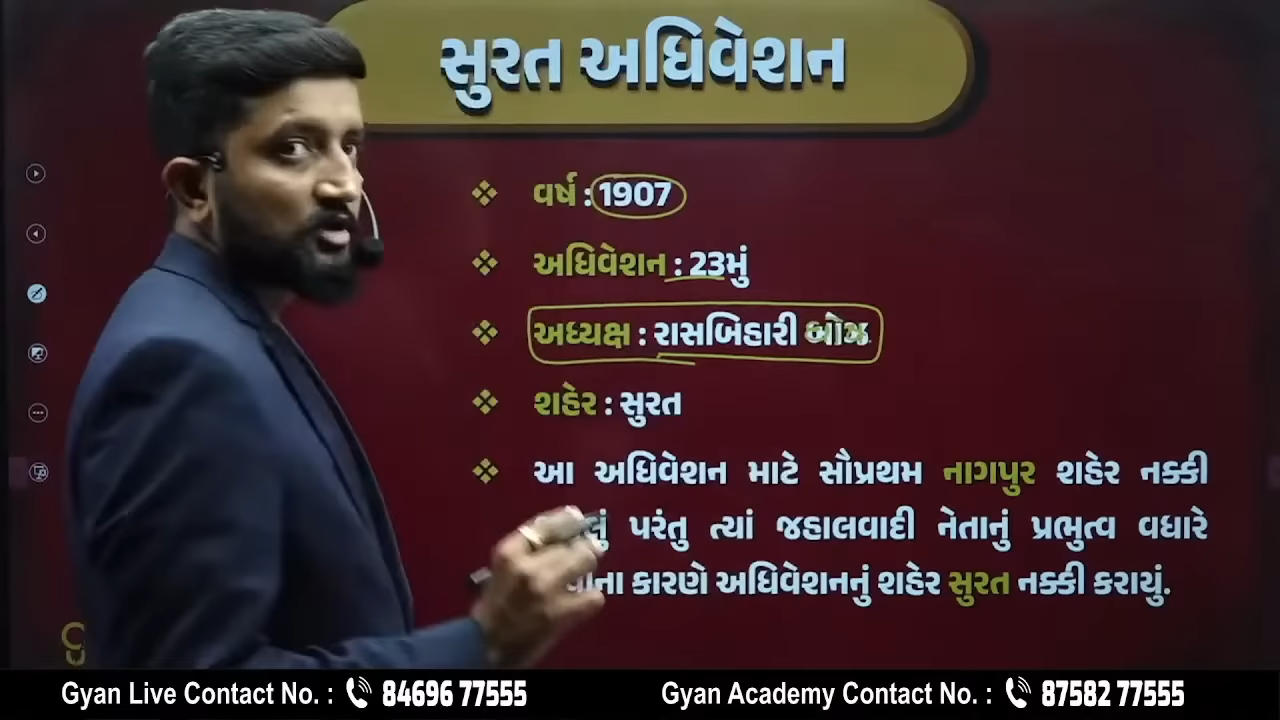 સુરત અધિવેશન
❖ વર્ષ : 1907
❖ અધિવેશન : 23મું
❖ અધ્યક્ષ : રાસબિહારી
❖ શહેર : સુરત
❖ આ અધિવેશન માટે સૌપ્રથમ નાગપુર શહેર નક્કી
પરંતુ ત્યાં જહાલવાદી નેતાનું પ્રભુત્વ વધારે
કારણે અધિવેશનનું શહેર સુરત નક્કી કરાયું.
Gyan Live Contact No. : 84696 77555 Gyan Academy Contact No. : 87582 77555